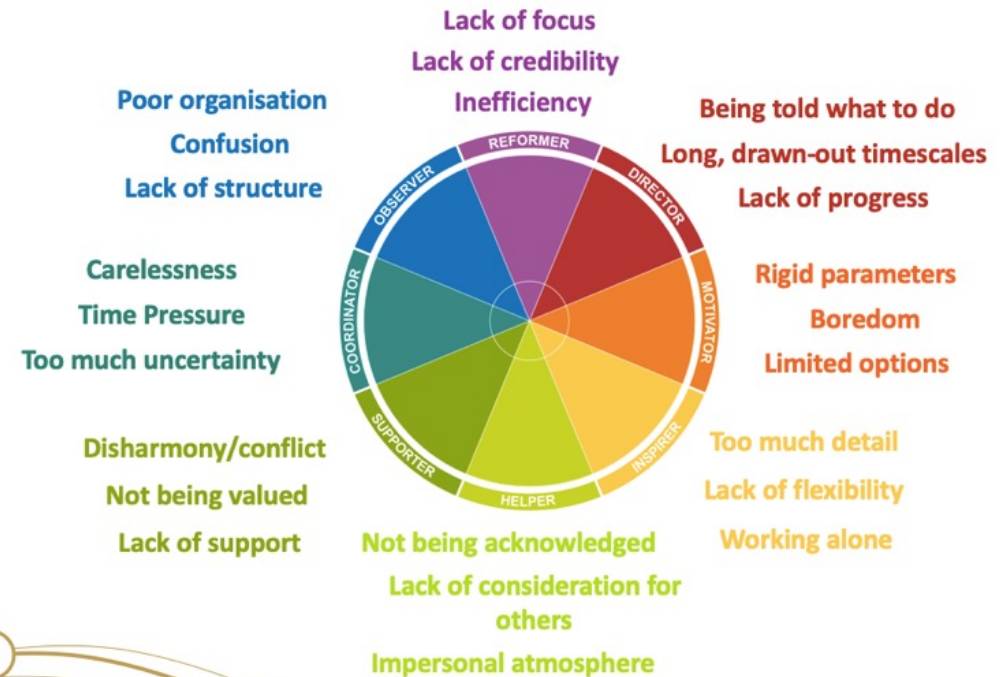 Lack of focus
Lack of credibility
Inefficiency
Poor organisation
Confusion
Lack of structure
Being told what to do
Long, drawn-out timescales
Lack of progress
REFORMER
OBSERVER
DIRECTOR
Carelessness
Time Pressure
Too much uncertainty
COORDINATOR
MOTIVATOR
Rigid parameters
Boredom
Limited options
Disharmony/conflict
Not being valued
Lack of support
SUPPORTER
HELPER
INSPIRER
Too much detail
Lack of flexibility
Working alone
Not being acknowledged
Lack of consideration for
others
Impersonal atmosphere